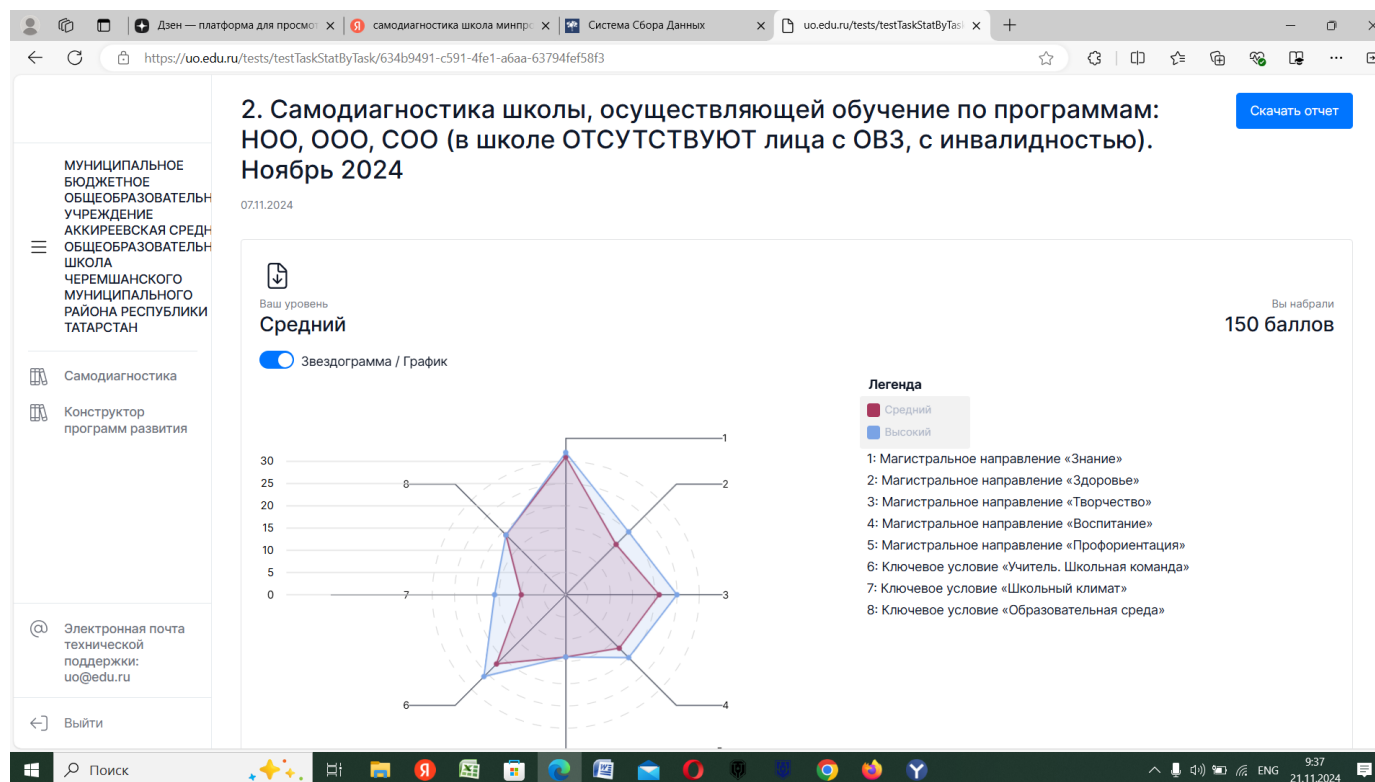 Дзен — платформа для просмот
самодиагностика школа минпро
Система Сбора Данных
uo.edu.ru/tests/testTaskStatByTas
https://uo.edu.ru/tests/testTaskStatByTask/634b9491-c591-4fe1-a6aa-63794fef58f3
2. Самодиагностика школы, осуществляющей обучение по программам:
НОО, ООО, СОО (в школе ОТСУТСТВУЮТ лица с ОВЗ, с инвалидностью).
Ноябрь 2024
Скачать отчет
07.11.2024
МУНИЦИПАЛЬНОЕ
БЮДЖЕТНОЕ
ОБЩЕОБРАЗОВАТЕЛЬН
УЧРЕЖДЕНИЕ
АККИРЕЕВСКАЯ СРЕДН
ОБЩЕОБРАЗОВАТЕЛЬН
ШКОЛА
ЧЕРЕМШАНСКОГО
МУНИЦИПАЛЬНОГО
РАЙОНА РЕСПУБЛИКИ
ТАТАРСТАН
Самодиагностика
Конструктор
программ развития
Электронная почта
технической
поддержки:
uo@edu.ru
Выйти
Ваш уровень
Средний
Вы набрали
150 баллов
Звездограмма / График
30
25
20
15
10
5
0
1
2
3
4
6
7
8
Легенда
Средний
Высокий
1: Магистральное направление «Знание»
2: Магистральное направление «Здоровье»
3: Магистральное направление «Творчество»
4: Магистральное направление «Воспитание»
5: Магистральное направление «Профориентация»
6: Ключевое условие «Учитель. Школьная команда»
7: Ключевое условие «Школьный климат»
8: Ключевое условие «Образовательная среда»
Поиск
ENG
9:37
21.11.2024